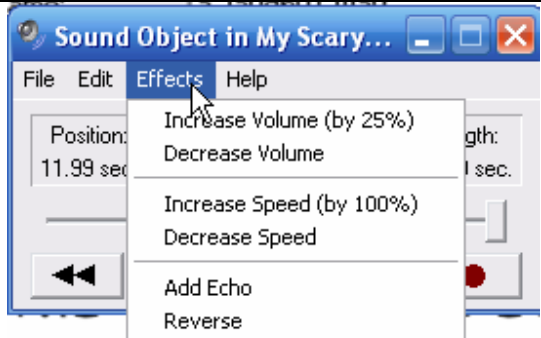 Sound Object in My Scary...
File Edit Effects Help
Position:
11.99 sec
gth:
sec.
Increase Volume (by 25%)
Decrease Volume
Increase Speed (by 100%)
Decrease Speed
Add Echo
Reverse